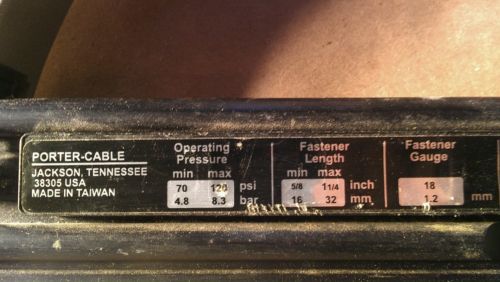 PORTER-CABLE
JACKSON, TENNESSEE
38305 USA
MADE IN TAIWAN
Operating
Pressure
min max
70 120 psi
4.8 8.3 bar
Fastener
Length
min max
5/8 1 1/4 inch
16 32 mm
Fastener
Gauge
18
1.2 mm